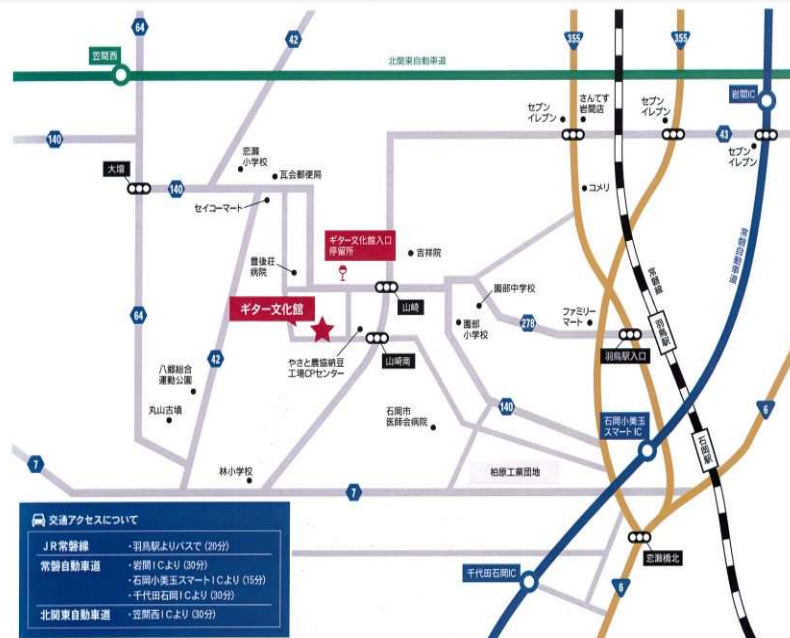 64
42
355
355
笠間西
北関東自動車道
岩間IC
セブン
イレブン
さんてす
岩間店
セブン
イレブン
43
セブン
イレブン
140
恋瀬
小学校
瓦会郵便局
大増
140
セイコーマート
コメリ
ギター文化館入口
停留所
吉祥院
常磐自動車道
豊後荘
病院
常磐線
山崎
園部中学校
ギター文化館
園部
小学校
278
ファミリー
マート
羽鳥駅
64
やさと農協納豆
工場CPセンター
山崎南
羽鳥駅入口
42
八郷総合
運動公園
丸山古墳
140
6
石岡市
医師会病院
石岡小美玉
スマートIC
石岡駅
7
林小学校
柏原工業団地
7
交通アクセスについて
JR常磐線 ・羽鳥駅よりバスで(20分)
常磐自動車道 ・岩間ICより(30分)
・石岡小美玉スマートICより(15分)
・千代田石岡ICより(30分)
北関東自動車道 ・笠間西ICより(30分)
恋瀬橋北
千代田石岡IC
6